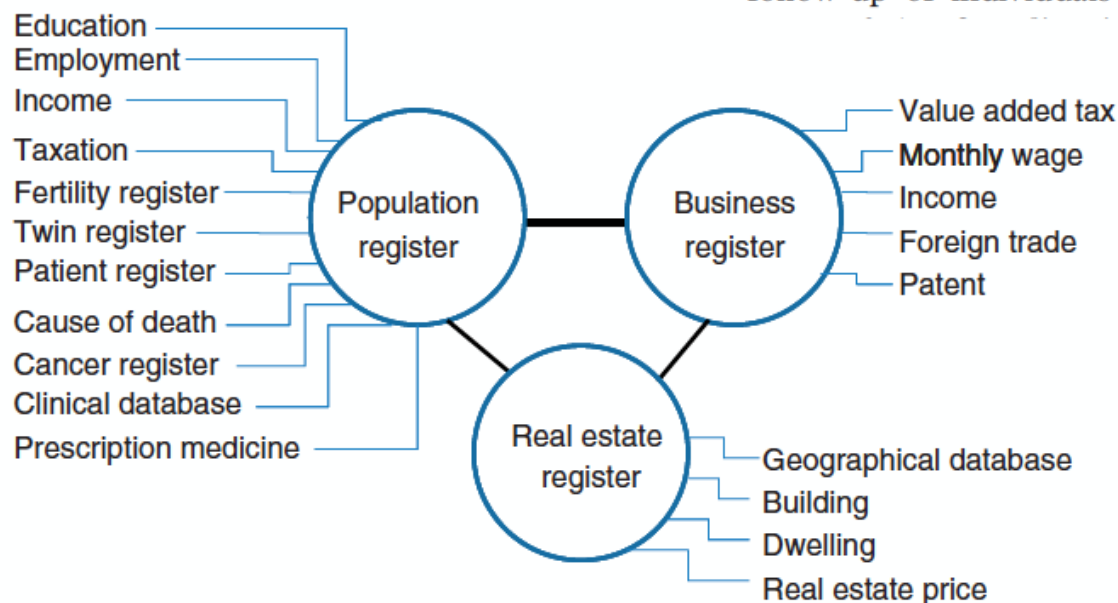 Education
Employment
Income
Taxation
Fertility register
Twin register
Patient register
Cause of death
Cancer register
Clinical database
Prescription medicine
Population
register
Business
register
Value added tax
Monthly wage
Income
Foreign trade
Patent
Real estate
register
Geographical database
Building
Dwelling
Real estate price